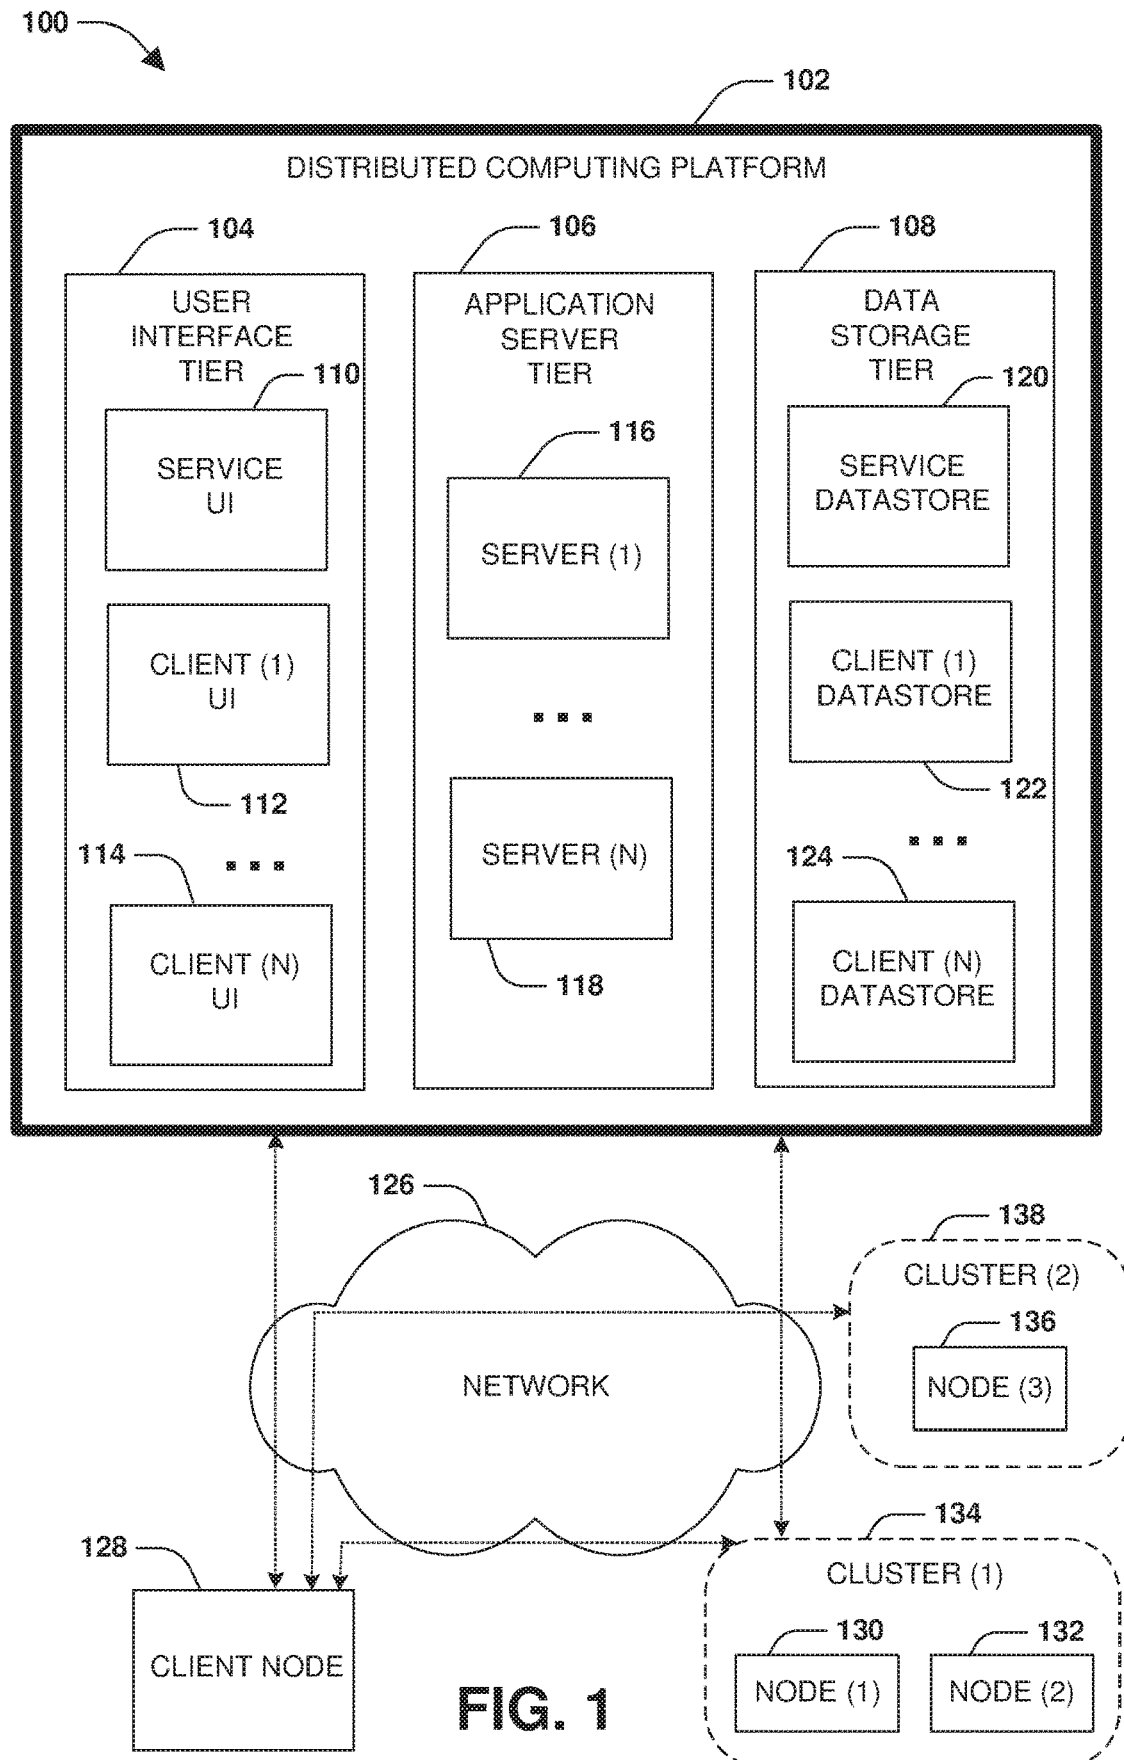 100
102
DISTRIBUTED COMPUTING PLATFORM
104
USER
INTERFACE
TIER
110
SERVICE
UI
CLIENT (1)
UI
112
114
...
CLIENT (N)
UI
106
APPLICATION
SERVER
TIER
116
SERVER (1)
...
SERVER (N)
118
108
DATA
STORAGE
TIER
120
SERVICE
DATASTORE
CLIENT (1)
DATASTORE
122
...
124
CLIENT (N)
DATASTORE
126
NETWORK
138
CLUSTER (2)
136
NODE (3)
128
CLIENT NODE
134
CLUSTER (1)
130
NODE (1)
132
NODE (2)
FIG. 1